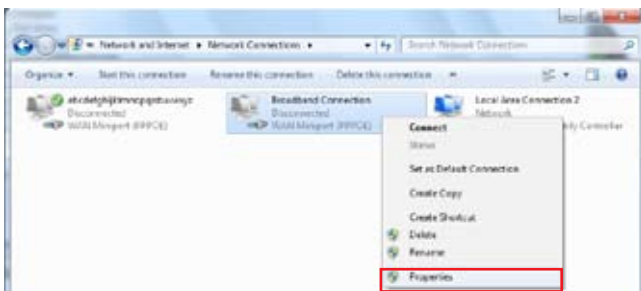 Network and Internet ▸ Network Connections ▸
Search Network Connections
Organize ▾ Start this connection Rename this connection Delete this connection »
Disconnected
WAN Miniport (PPPOE)
Broadband Connection
Disconnected
WAN Miniport (PPPOE)
Local Area Connection 2
Network
Family Controller
Connect
Status
Set as Default Connection
Create Copy
Create Shortcut
Delete
Rename
Properties